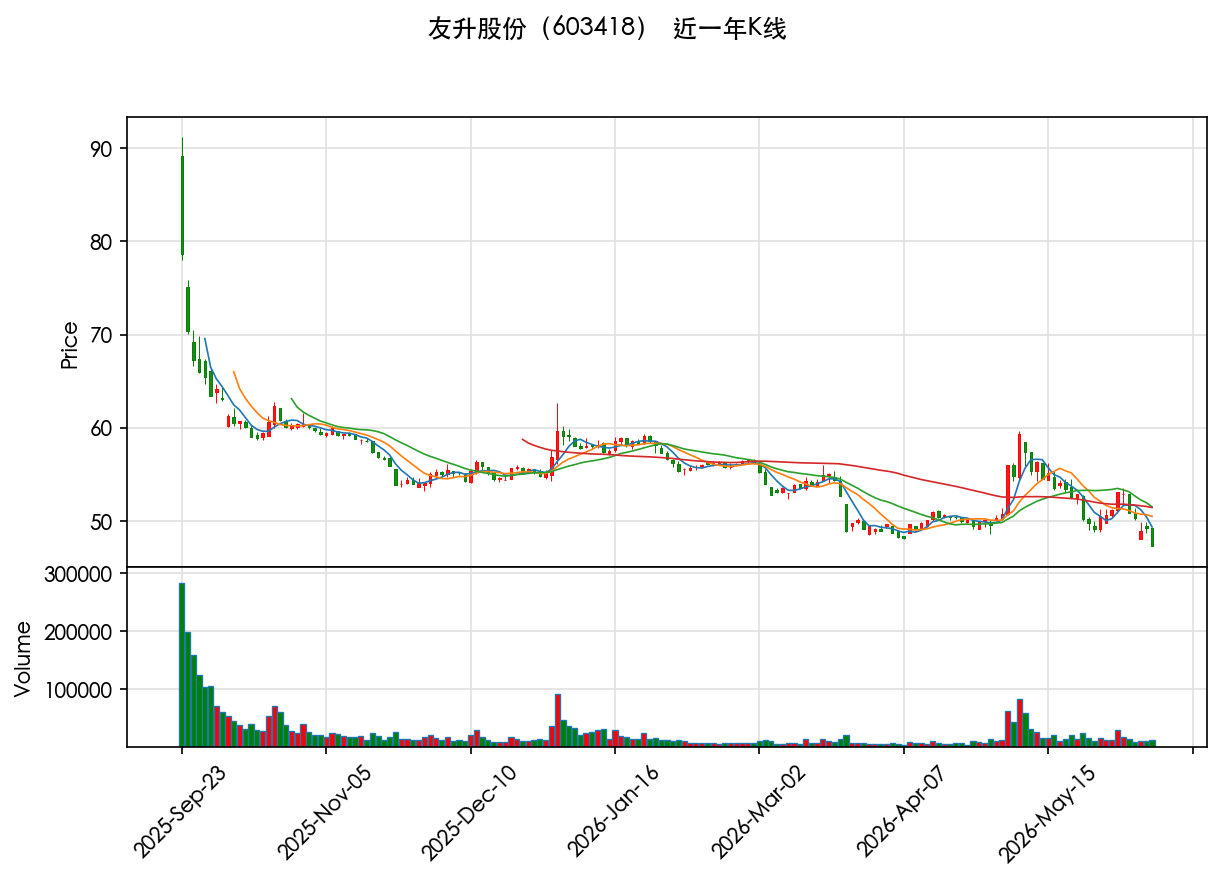 友升股份（603418） 近一年K线
Price
90
80
70
60
50
Volume
300000
200000
100000
2025-Sep-23
2025-Nov-05
2025-Dec-10
2026-Jan-16
2026-Mar-02
2026-Apr-07
2026-May-15